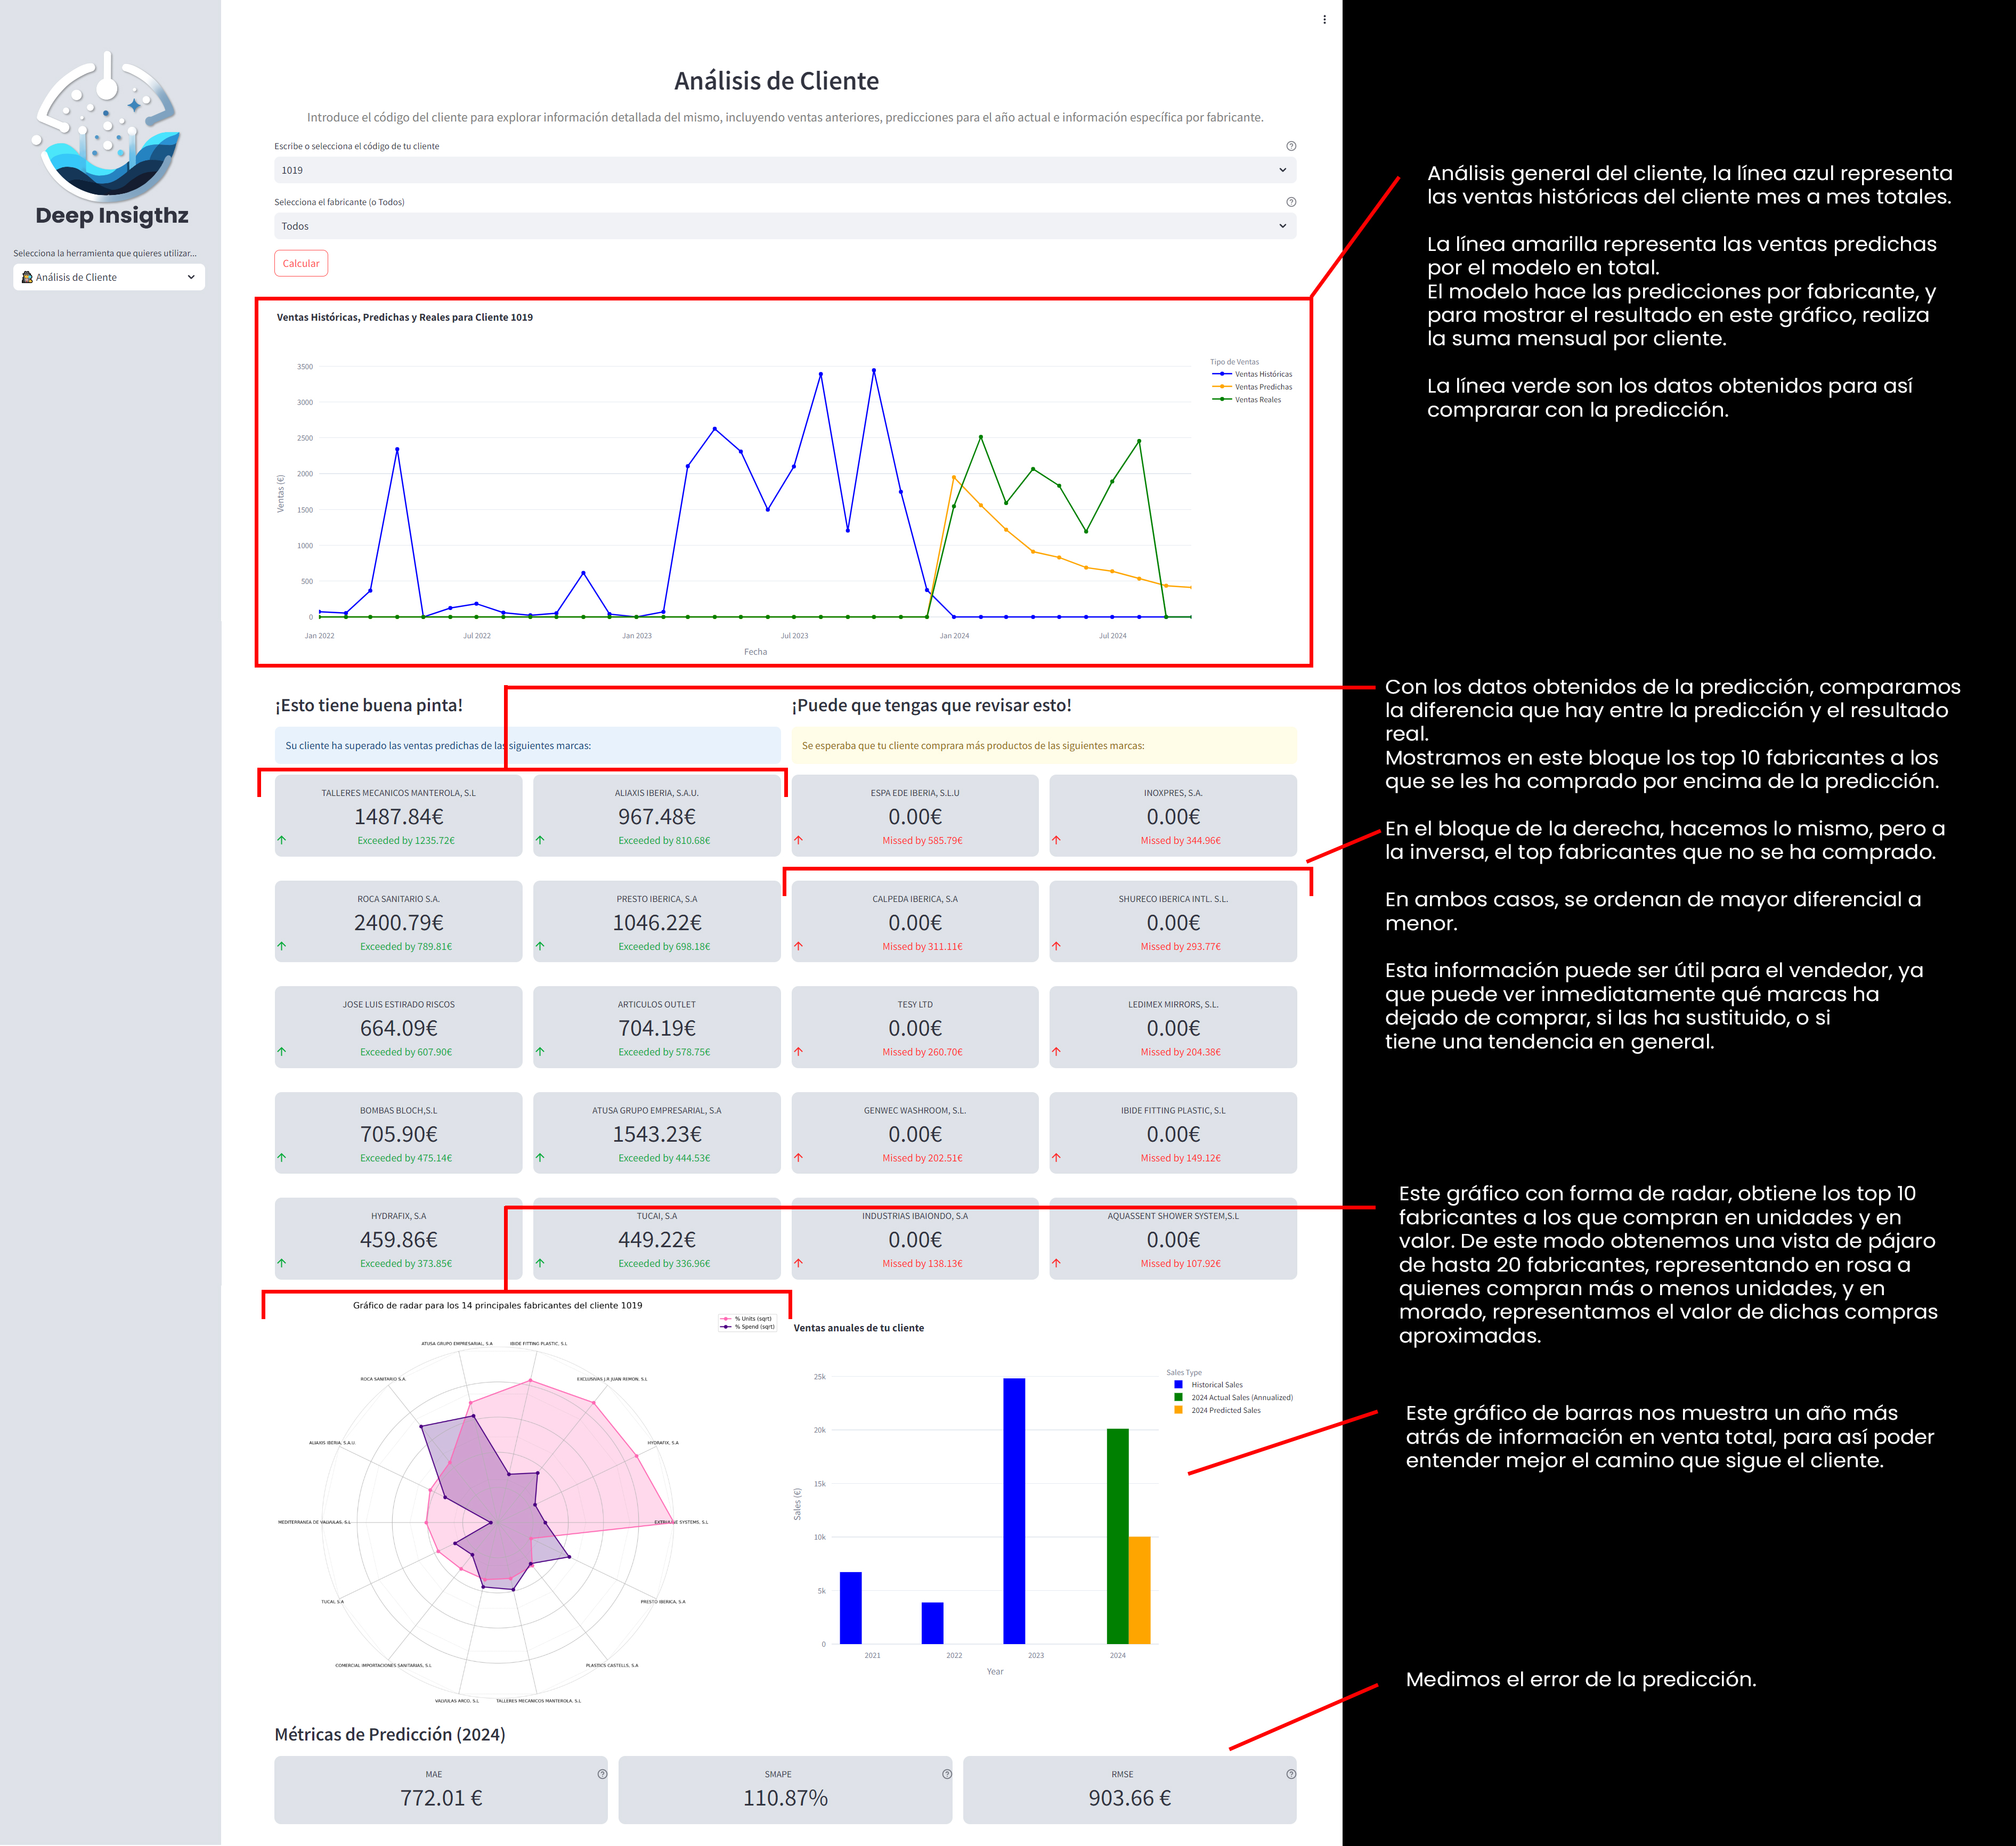 Deep Insigthz
Selecciona la herramienta que quieres utilizar...
Análisis de Cliente
Análisis de Cliente
Introduce el código del cliente para explorar información detallada del mismo, incluyendo ventas anteriores, predicciones para el año actual e información específica por fabricante.
Escribe o selecciona el código de tu cliente
1019
Selecciona el fabricante (o Todos)
Todos
Calcular
Ventas Históricas, Predichas y Reales para Cliente 1019
Tipo de Ventas
Ventas Históricas
Ventas Predichas
Ventas Reales
3500
3000
2500
2000
1500
1000
500
0
Ventas (€)
Jan 2022
Jul 2022
Jan 2023
Jul 2023
Jan 2024
Jul 2024
Fecha
Análisis general del cliente, la línea azul representa
las ventas históricas del cliente mes a mes totales.
La línea amarilla representa las ventas predichas
por el modelo en total.
El modelo hace las predicciones por fabricante, y
para mostrar el resultado en este gráfico, realiza
la suma mensual por cliente.
La línea verde son los datos obtenidos para así
comprarar con la predicción.
¡Esto tiene buena pinta!
Su cliente ha superado las ventas predichas de las siguientes marcas:
TALLERES MECANICOS MANTEROLA, S.L
1487.84€
Exceeded by 1235.72€
ALIAXIS IBERIA, S.A.U.
967.48€
Exceeded by 810.68€
ROCA SANITARIO S.A.
2400.79€
Exceeded by 789.81€
PRESTO IBERICA, S.A
1046.22€
Exceeded by 698.18€
JOSE LUIS ESTIRADO RISCOS
664.09€
Exceeded by 607.90€
ARTICULOS OUTLET
704.19€
Exceeded by 578.75€
BOMBAS BLOCH,S.L
705.90€
Exceeded by 475.14€
ATUSA GRUPO EMPRESARIAL, S.A
1543.23€
Exceeded by 444.53€
HYDRAFIX, S.A
459.86€
Exceeded by 373.85€
TUCAI, S.A
449.22€
Exceeded by 336.96€
¡Puede que tengas que revisar esto!
Se esperaba que tu cliente comprara más productos de las siguientes marcas:
ESPA EDE IBERIA, S.L.U
0.00€
Missed by 585.79€
INOXPRES, S.A.
0.00€
Missed by 344.96€
CALPEDA IBERICA, S.A
0.00€
Missed by 311.11€
SHURECO IBERICA INTL. S.L.
0.00€
Missed by 293.77€
TESY LTD
0.00€
Missed by 260.70€
LEDIMEX MIRRORS, S.L.
0.00€
Missed by 204.38€
GENWEC WASHROOM, S.L.
0.00€
Missed by 202.51€
IBIDE FITTING PLASTIC, S.L
0.00€
Missed by 149.12€
INDUSTRIAS IBAIONDO, S.A
0.00€
Missed by 138.13€
AQUASSENT SHOWER SYSTEM,S.L
0.00€
Missed by 107.92€
Con los datos obtenidos de la predicción, comparamos
la diferencia que hay entre la predicción y el resultado
real.
Mostramos en este bloque los top 10 fabricantes a los
que se les ha comprado por encima de la predicción.
En el bloque de la derecha, hacemos lo mismo, pero a
la inversa, el top fabricantes que no se ha comprado.
En ambos casos, se ordenan de mayor diferencial a
menor.
Esta información puede ser útil para el vendedor, ya
que puede ver inmediatamente qué marcas ha
dejado de comprar, si las ha sustituido, o si
tiene una tendencia en general.
Gráfico de radar para los 14 principales fabricantes del cliente 1019
% Units (sqrt)
% Spend (sqrt)
ATUSA GRUPO EMPRESARIAL, S.A
IBIDE FITTING PLASTIC, S.L
ROCA SANITARIO S.A.
EXCLUSIVAS J.R JUAN REMON, S.L
ALIAXIS IBERIA, S.A.U.
HYDRAFIX, S.A
MEDITERRANEA DE VALVULAS, S.L
SYSTEMS, S.L
TUCAI, S.A
PRESTO IBERICA, S.A
COMERCIAL IMPORTACIONES SANITARIAS, S.L
PLASTICS CASTELLS, S.A
VALVULAS ARCO, S.L
TALLERES MECANICOS MANTEROLA, S.L
Ventas anuales de tu cliente
Sales Type
Historical Sales
2024 Actual Sales (Annualized)
2024 Predicted Sales
25k
20k
15k
10k
5k
0
Sales (€)
2021
2022
2023
2024
Year
Este gráfico con forma de radar, obtiene los top 10
fabricantes a los que compran en unidades y en
valor. De este modo obtenemos una vista de pájaro
de hasta 20 fabricantes, representando en rosa a
quienes compran más o menos unidades, y en
morado, representamos el valor de dichas compras
aproximadas.
Este gráfico de barras nos muestra un año más
atrás de información en venta total, para así poder
entender mejor el camino que sigue el cliente.
Medimos el error de la predicción.
Métricas de Predicción (2024)
MAE
772.01 €
SMAPE
110.87%
RMSE
903.66 €